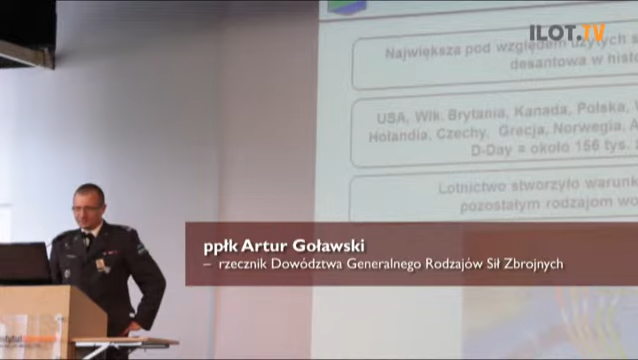 ILOT.TV
Największa pod względem użytych s
desantowa w hist
USA, Wlk. Brytania, Kanada, Polska,
Holandia, Czechy, Grecja, Norwegia, A
D-Day = około 156 tys.
Lotnictwo stworzyło warunk
pozostałym rodzajom wo
ppłk Artur Goławski
– rzecznik Dowództwa Generalnego Rodzajów Sił Zbrojnych